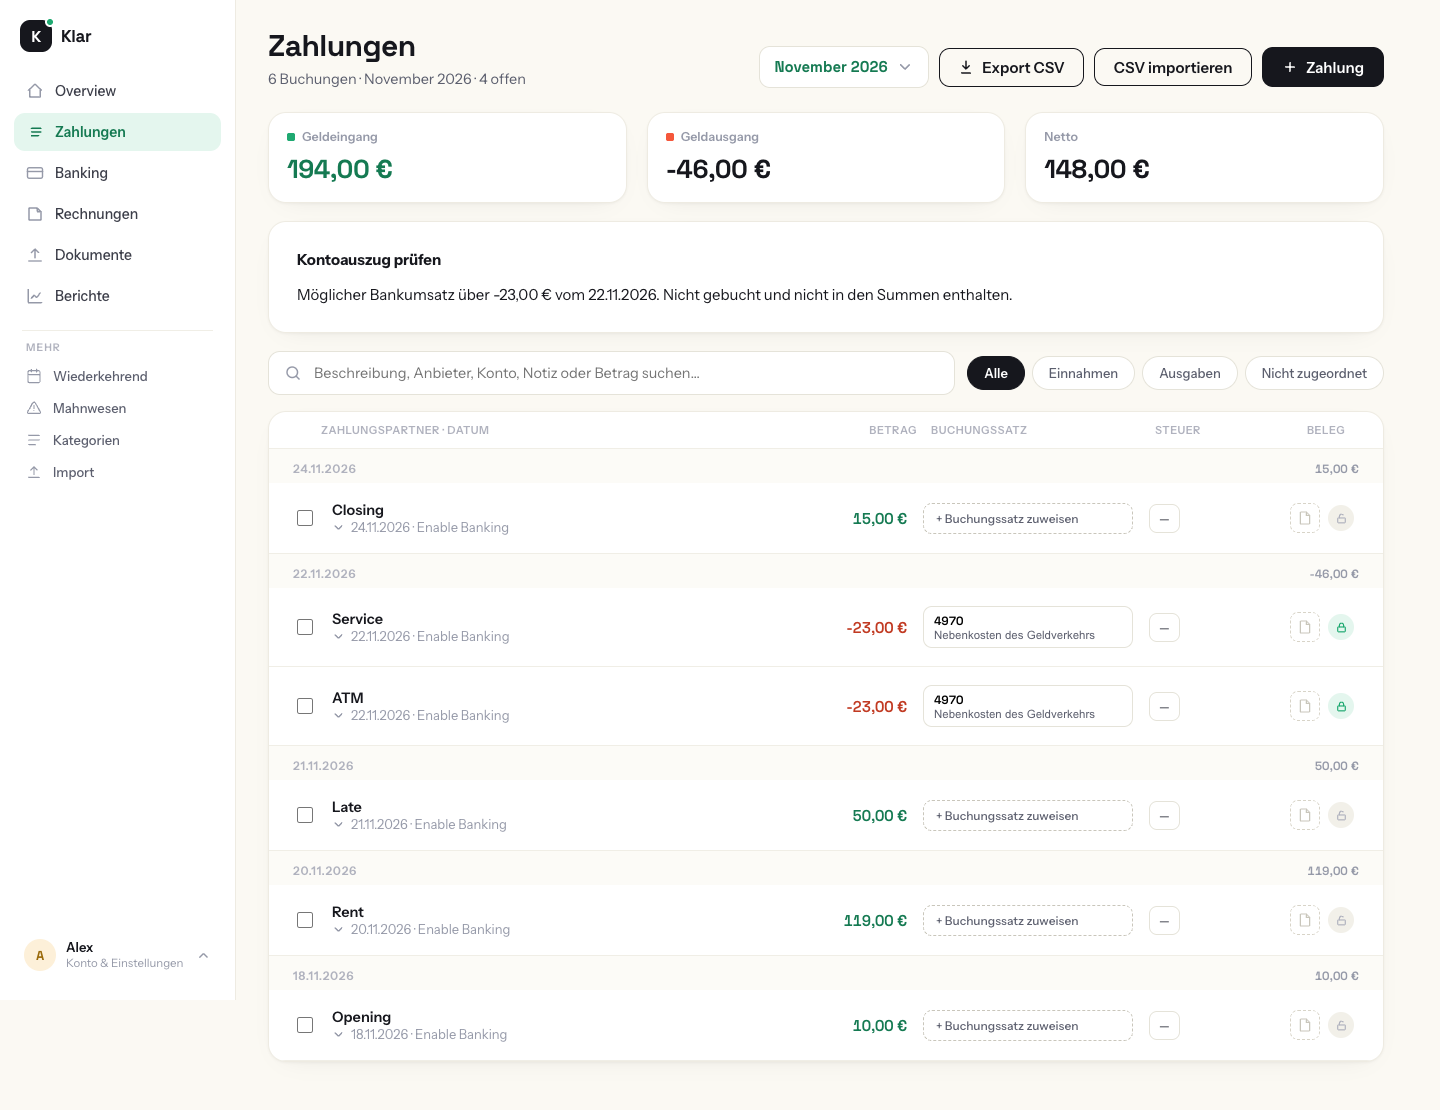 K Klar
Overview
Zahlungen
Banking
Rechnungen
Dokumente
Berichte
MEHR
Wiederkehrend
Mahnwesen
Kategorien
Import
A
Alex
Konto & Einstellungen
Zahlungen
6 Buchungen · November 2026 · 4 offen
November 2026
Export CSV
CSV importieren
+ Zahlung
Geldeingang
194,00 €
Geldausgang
-46,00 €
Netto
148,00 €
Kontoauszug prüfen
Möglicher Bankumsatz über -23,00 € vom 22.11.2026. Nicht gebucht und nicht in den Summen enthalten.
Beschreibung, Anbieter, Konto, Notiz oder Betrag suchen...
Alle
Einnahmen
Ausgaben
Nicht zugeordnet
ZAHLUNGSPARTNER · DATUM BETRAG BUCHUNGSSATZ STEUER BELEG
24.11.2026 15,00 €
Closing
24.11.2026 · Enable Banking
15,00 €
+ Buchungssatz zuweisen
–
22.11.2026 -46,00 €
Service
22.11.2026 · Enable Banking
-23,00 €
4970
Nebenkosten des Geldverkehrs
–
ATM
22.11.2026 · Enable Banking
-23,00 €
4970
Nebenkosten des Geldverkehrs
–
21.11.2026 50,00 €
Late
21.11.2026 · Enable Banking
50,00 €
+ Buchungssatz zuweisen
–
20.11.2026 119,00 €
Rent
20.11.2026 · Enable Banking
119,00 €
+ Buchungssatz zuweisen
–
18.11.2026 10,00 €
Opening
18.11.2026 · Enable Banking
10,00 €
+ Buchungssatz zuweisen
–